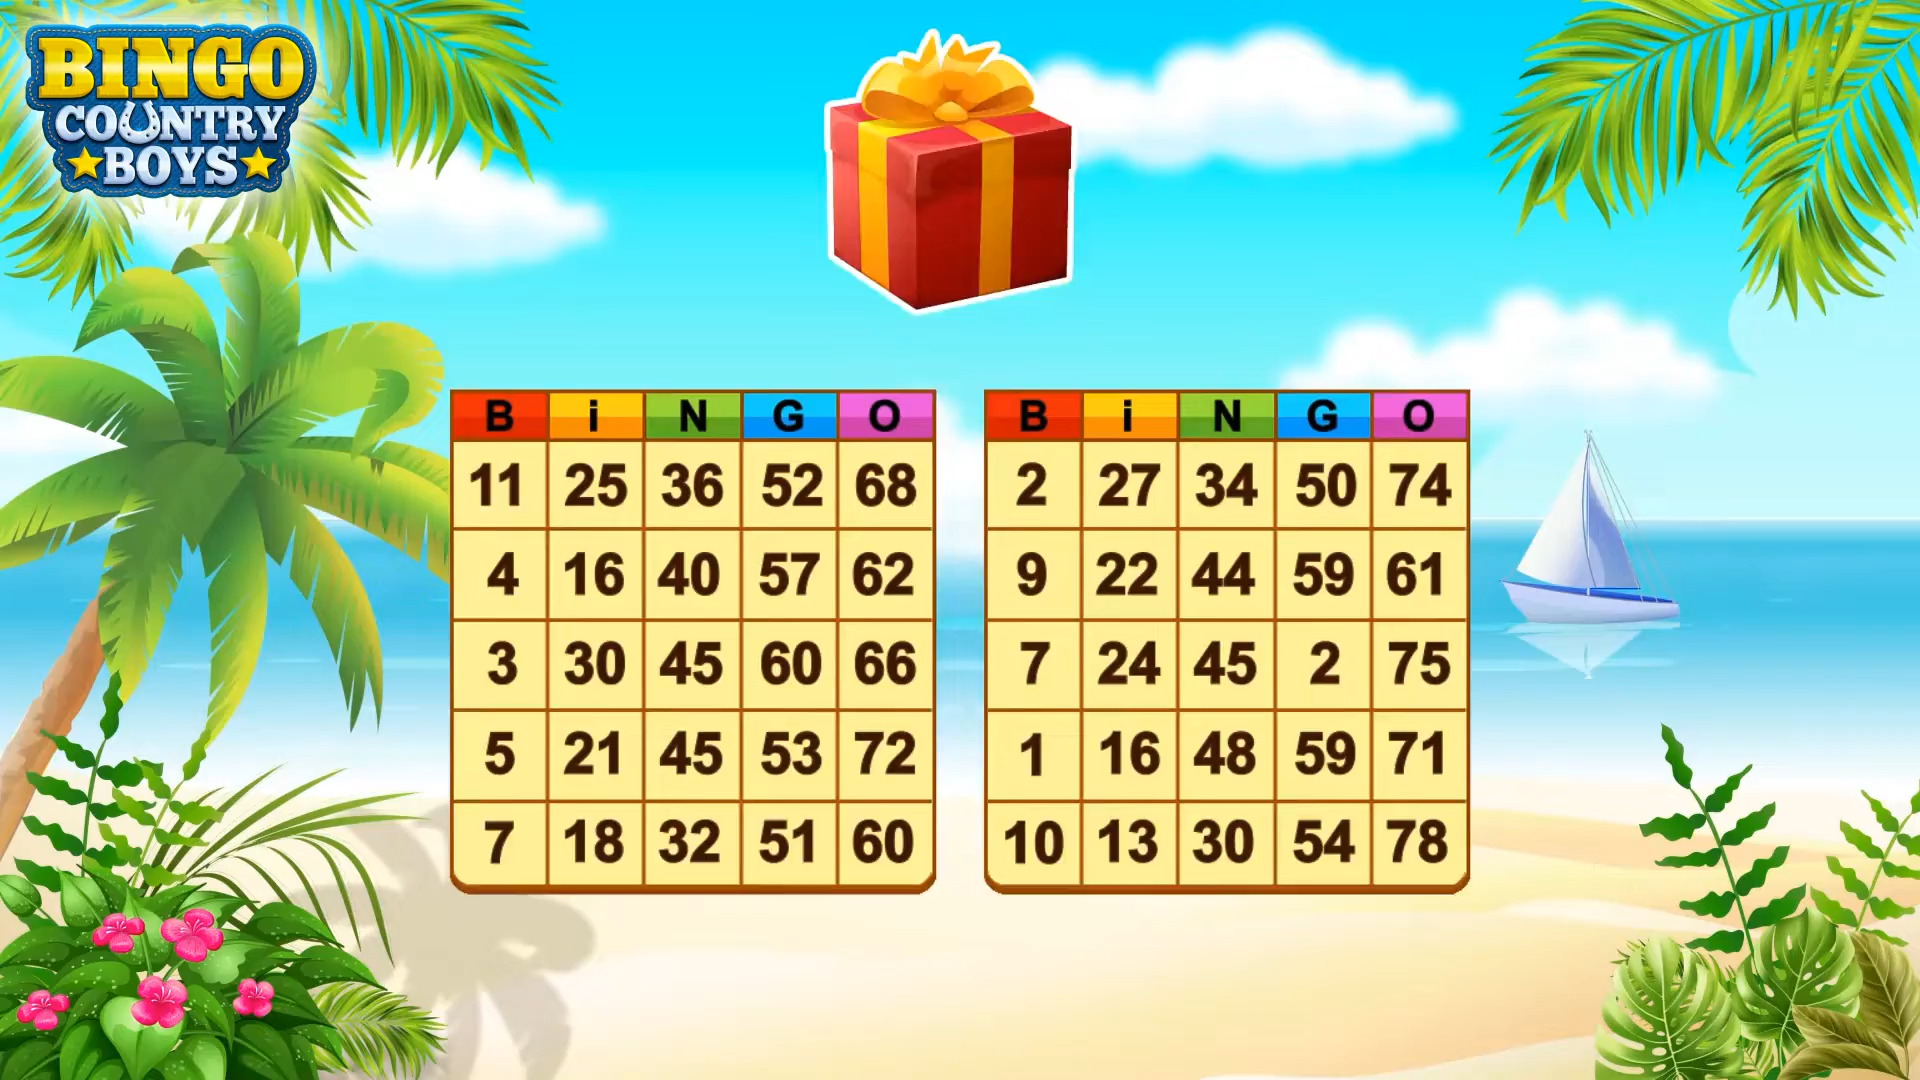 BINGO
COUNTRY
BOYS
B i N G O
11 25 36 52 68
4 16 40 57 62
3 30 45 60 66
5 21 45 53 72
7 18 32 51 60
B i N G O
2 27 34 50 74
9 22 44 59 61
7 24 45 2 75
1 16 48 59 71
10 13 30 54 78